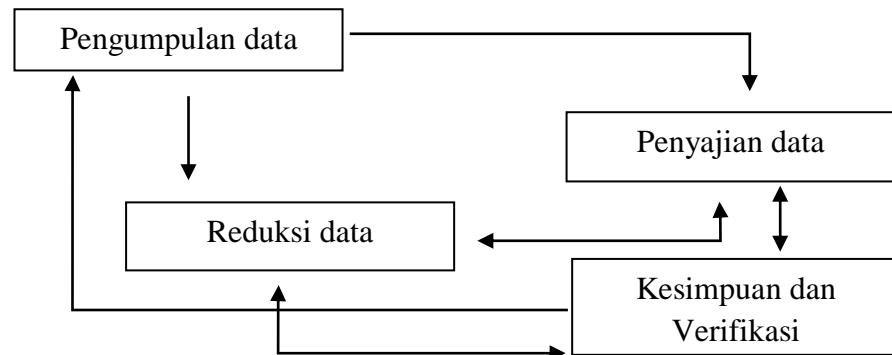 Pengumpulan data
Penyajian data
Reduksi data
Kesimpuan dan
Verifikasi